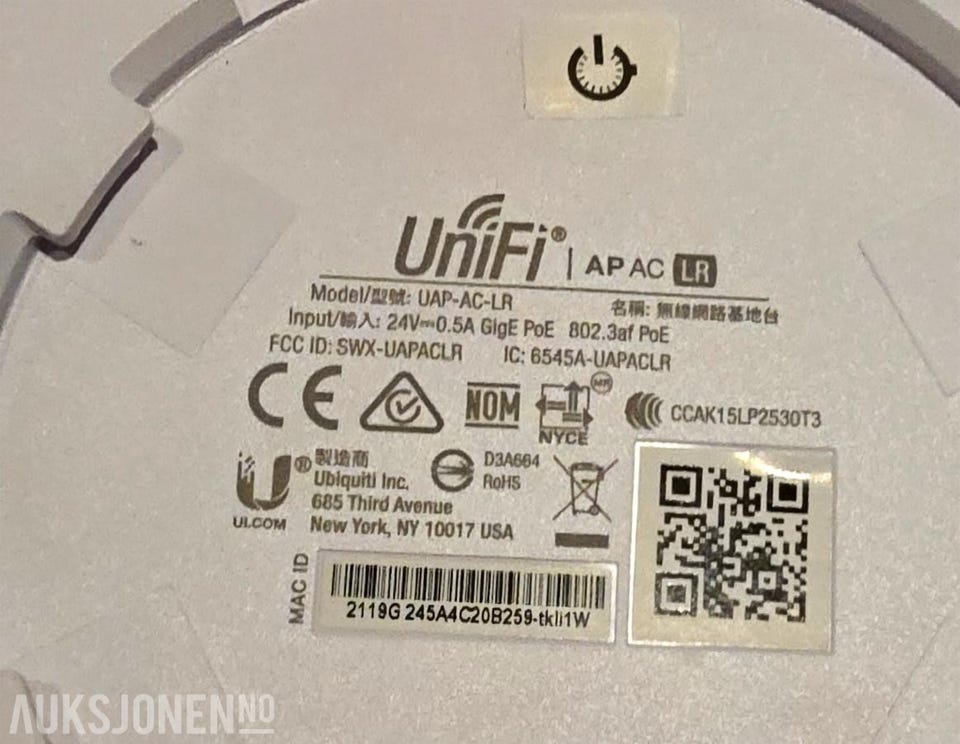 UniFi® | AP AC LR
Model/型號: UAP-AC-LR 名稱: 無線網路基地台
Input/輸入: 24V⎓0.5A GigE PoE 802.3af PoE
FCC ID: SWX-UAPACLR IC: 6545A-UAPACLR
CE NOM NYCE MR CCAK15LP2530T3
U® 製造商 D3A664
Ubiquiti Inc. RoHS
685 Third Avenue
UI.COM New York, NY 10017 USA
MAC ID
2119G 245A4C20B259-tkli1W
AUKSJONEN NO